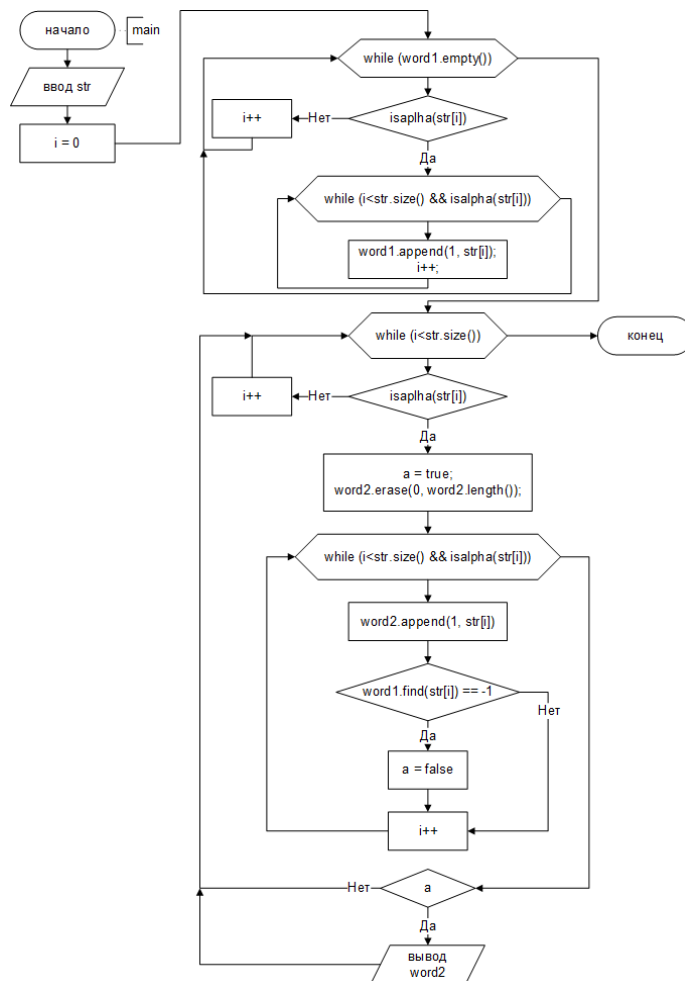 начало
main
ввод str
i = 0
while (word1.empty())
isaplha(str[i])
Нет
i++
Да
while (i<str.size() && isalpha(str[i]))
word1.append(1, str[i]);
i++;
while (i<str.size())
конец
isaplha(str[i])
Нет
i++
Да
a = true;
word2.erase(0, word2.length());
while (i<str.size() && isalpha(str[i]))
word2.append(1, str[i])
word1.find(str[i]) == -1
Нет
Да
a = false
i++
Нет
a
Да
вывод
word2